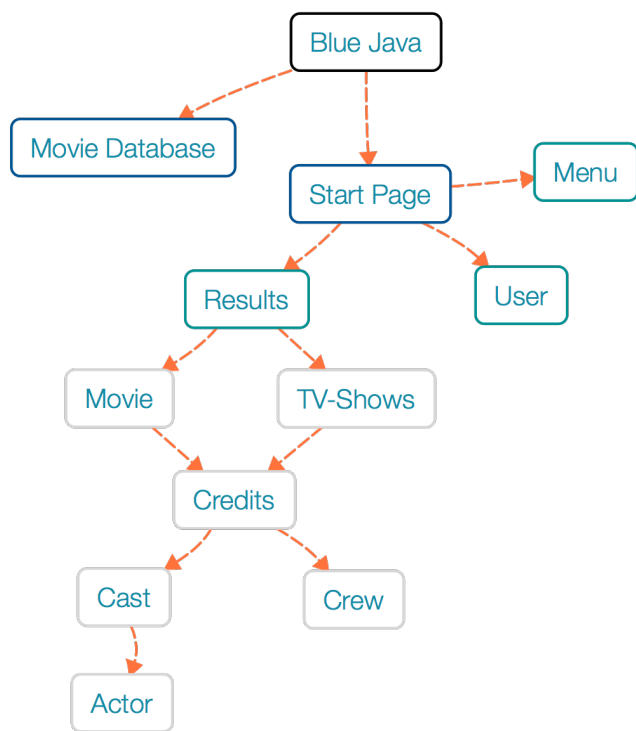 Blue Java
Movie Database
Menu
Start Page
User
Results
Movie
TV-Shows
Credits
Cast
Crew
Actor